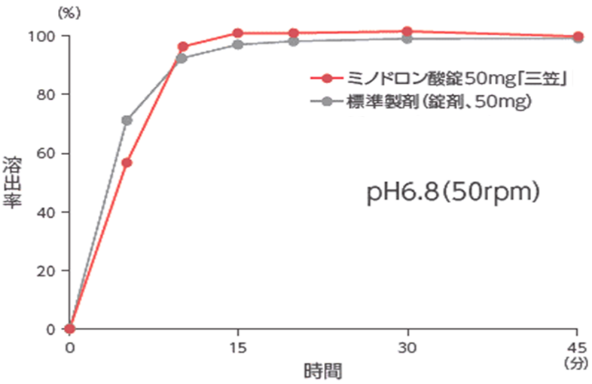 (%)
100
80
60
40
20
0
溶出率
ミノドロン酸錠50mg「三笠」
標準製剤(錠剤、50mg)
pH6.8(50rpm)
0 15 30 45
(分)
時間